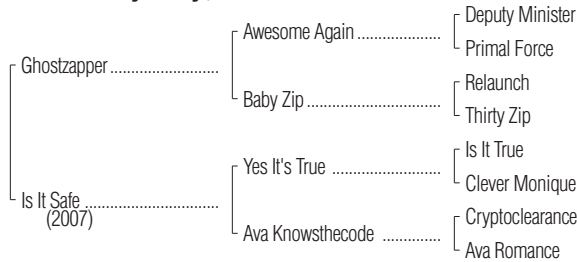 Deputy Minister
Awesome Again
Primal Force
Ghostzapper
Relaunch
Baby Zip
Thirty Zip
Is It True
Yes It's True
Clever Monique
Is It Safe
(2007)
Cryptoclearance
Ava Knowsthecode
Ava Romance